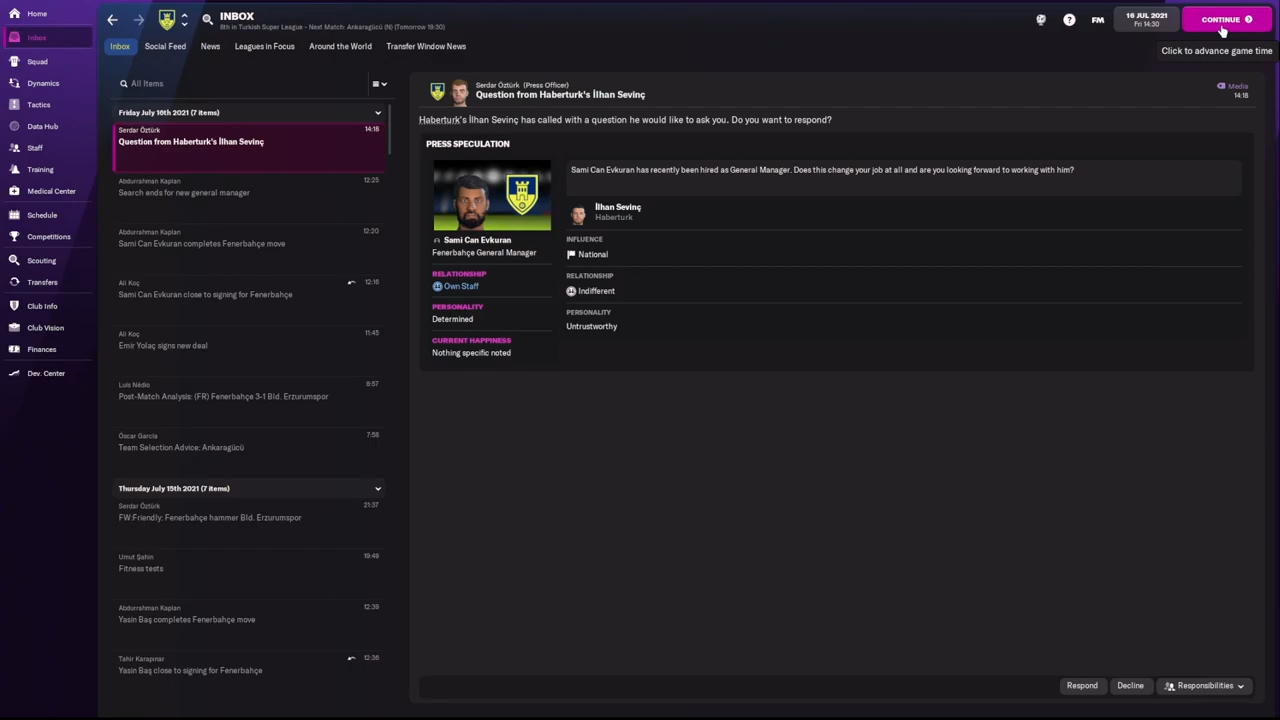 Home
Inbox
Squad
Dynamics
Tactics
Data Hub
Staff
Training
Medical Center
Schedule
Competitions
Scouting
Transfers
Club Info
Club Vision
Finances
Dev. Center
INBOX
8th in Turkish Super League - Next Match: Ankaragücü (N) (Tomorrow 19:30)
?
FM
16 JUL 2021
Fri 14:30
CONTINUE
Click to advance game time
Inbox
Social Feed
News
Leagues in Focus
Around the World
Transfer Window News
All Items
Friday July 16th 2021 (7 items)
Serdar Öztürk 14:18
Question from Haberturk's İlhan Sevinç
Abdurrahman Kaplan 12:25
Search ends for new general manager
Abdurrahman Kaplan 12:20
Sami Can Evkuran completes Fenerbahçe move
Ali Koç 12:16
Sami Can Evkuran close to signing for Fenerbahçe
Ali Koç 11:45
Emir Yolaç signs new deal
Luís Nédio 8:57
Post-Match Analysis: (FR) Fenerbahçe 3-1 Bld. Erzurumspor
Óscar García 7:58
Team Selection Advice: Ankaragücü
Thursday July 15th 2021 (7 items)
Serdar Öztürk 21:37
FW:Friendly: Fenerbahçe hammer Bld. Erzurumspor
Umut Şahin 19:49
Fitness tests
Abdurrahman Kaplan 12:39
Yasin Baş completes Fenerbahçe move
Tahir Karapınar 12:36
Yasin Baş close to signing for Fenerbahçe
Serdar Öztürk (Press Officer)
Question from Haberturk's İlhan Sevinç
Media
14:18
Haberturk's İlhan Sevinç has called with a question he would like to ask you. Do you want to respond?
PRESS SPECULATION
Sami Can Evkuran
Fenerbahçe General Manager
RELATIONSHIP
Own Staff
PERSONALITY
Determined
CURRENT HAPPINESS
Nothing specific noted
Sami Can Evkuran has recently been hired as General Manager. Does this change your job at all and are you looking forward to working with him?
İlhan Sevinç
Haberturk
INFLUENCE
National
RELATIONSHIP
Indifferent
PERSONALITY
Untrustworthy
Respond
Decline
Responsibilities